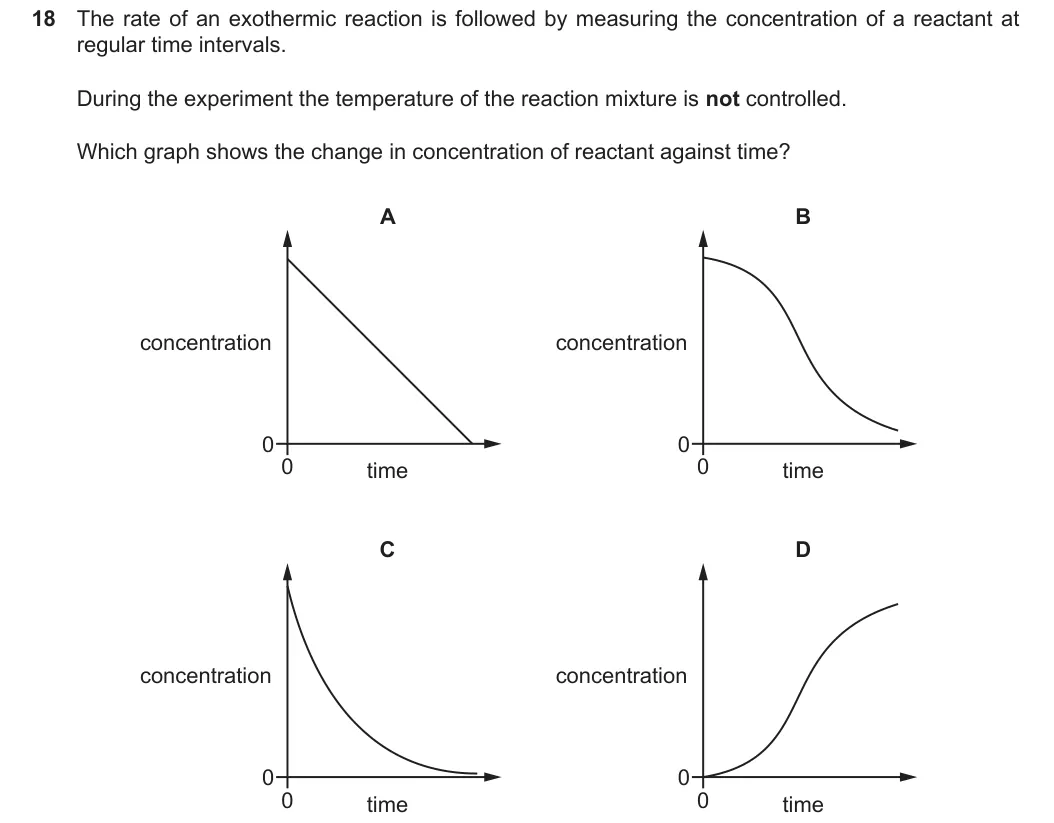 18 The rate of an exothermic reaction is followed by measuring the concentration of a reactant at
regular time intervals.
During the experiment the temperature of the reaction mixture is not controlled.
Which graph shows the change in concentration of reactant against time?
A
concentration
0
0
time
B
concentration
0
0
time
C
concentration
0
0
time
D
concentration
0
0
time